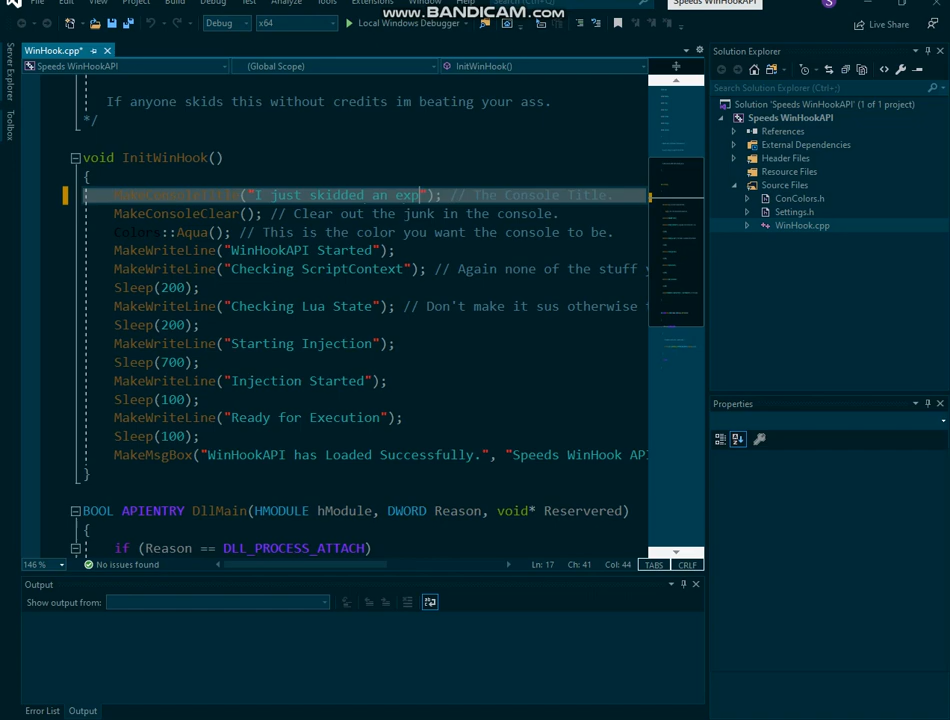 File Edit View Project Build Debug Test Analyze Tools Extensions Window Help Search (Ctrl+Q) Speeds WinHookAPI S
www.BANDICAM.com
Debug x64 Local Windows Debugger Live Share
Server Explorer
Toolbox
WinHook.cpp*
Speeds WinHookAPI (Global Scope) InitWinHook()
If anyone skids this without credits im beating your ass.
*/
void InitWinHook()
{
MakeConsoleTitle("I just skidded an exp"); // The Console Title.
MakeConsoleClear(); // Clear out the junk in the console.
Colors::Aqua(); // This is the color you want the console to be.
MakeWriteLine("WinHookAPI Started");
MakeWriteLine("Checking ScriptContext"); // Again none of the stuff y
Sleep(200);
MakeWriteLine("Checking Lua State"); // Don't make it sus otherwise t
Sleep(200);
MakeWriteLine("Starting Injection");
Sleep(700);
MakeWriteLine("Injection Started");
Sleep(100);
MakeWriteLine("Ready for Execution");
Sleep(100);
MakeMsgBox("WinHookAPI has Loaded Successfully.", "Speeds WinHook API
}
BOOL APIENTRY DllMain(HMODULE hModule, DWORD Reason, void* Reservered)
{
if (Reason == DLL_PROCESS_ATTACH)
146 % No issues found Ln: 17 Ch: 41 Col: 44 TABS CRLF
Output
Show output from:
Error List Output
Solution Explorer
Search Solution Explorer (Ctrl+;)
Solution 'Speeds WinHookAPI' (1 of 1 project)
Speeds WinHookAPI
References
External Dependencies
Header Files
Resource Files
Source Files
ConColors.h
Settings.h
WinHook.cpp
Properties